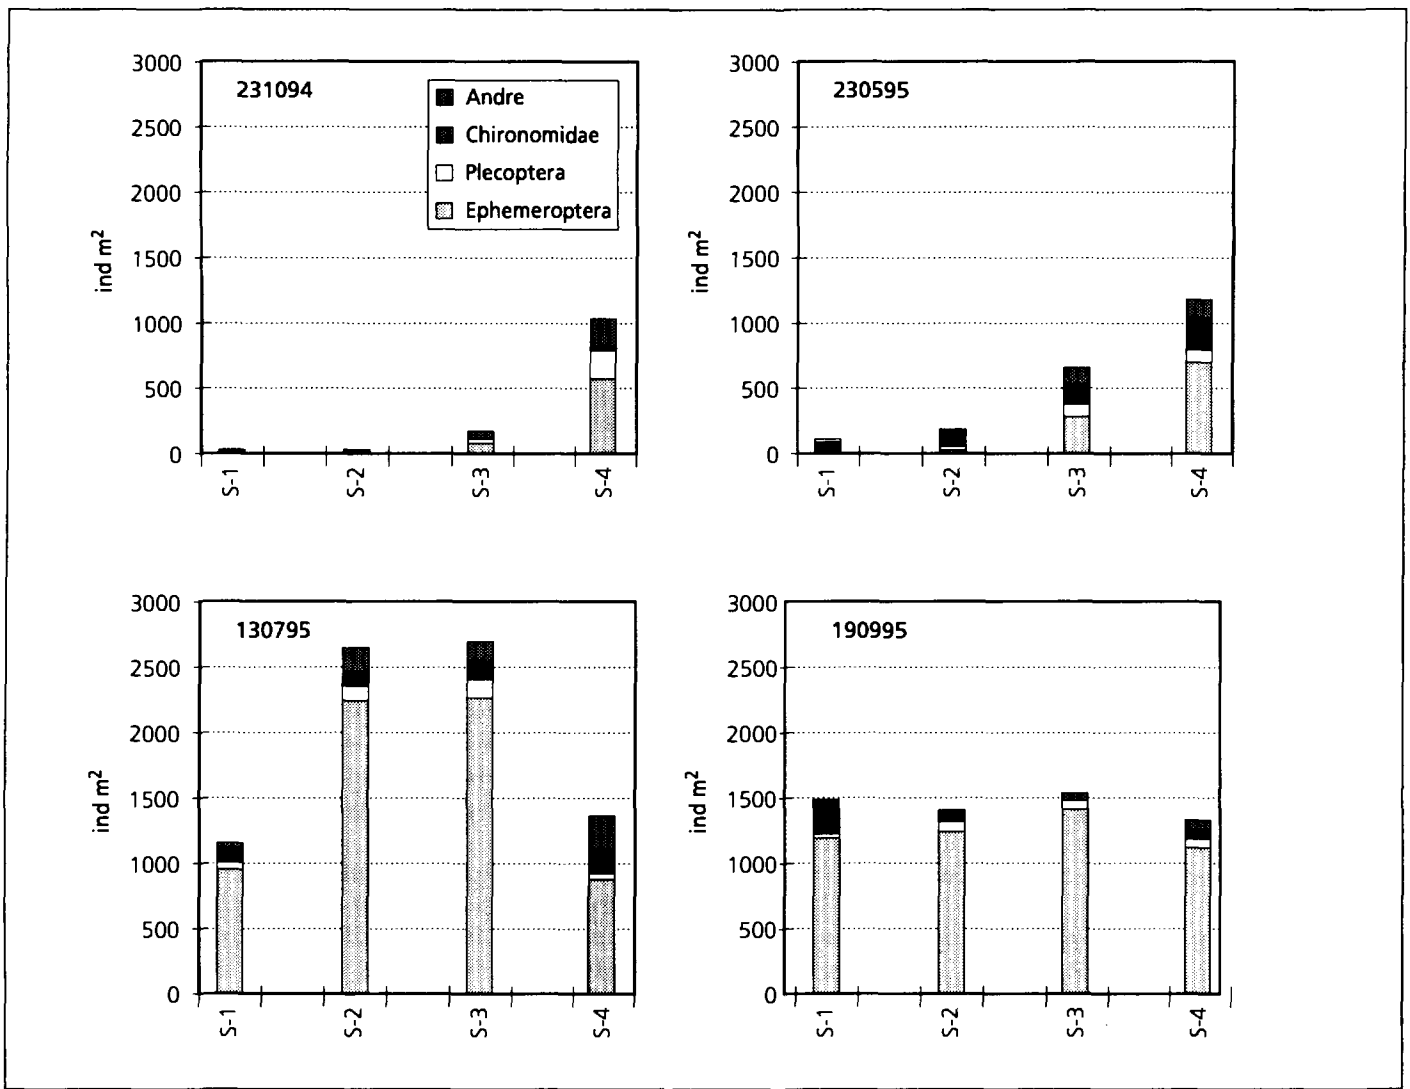 231094
Andre
Chironomidae
Plecoptera
Ephemeroptera
3000
2500
2000
1500
1000
500
0
ind m²
S-1
S-2
S-3
S-4
230595
3000
2500
2000
1500
1000
500
0
ind m²
S-1
S-2
S-3
S-4
130795
3000
2500
2000
1500
1000
500
0
ind m²
S-1
S-2
S-3
S-4
190995
3000
2500
2000
1500
1000
500
0
ind m²
S-1
S-2
S-3
S-4